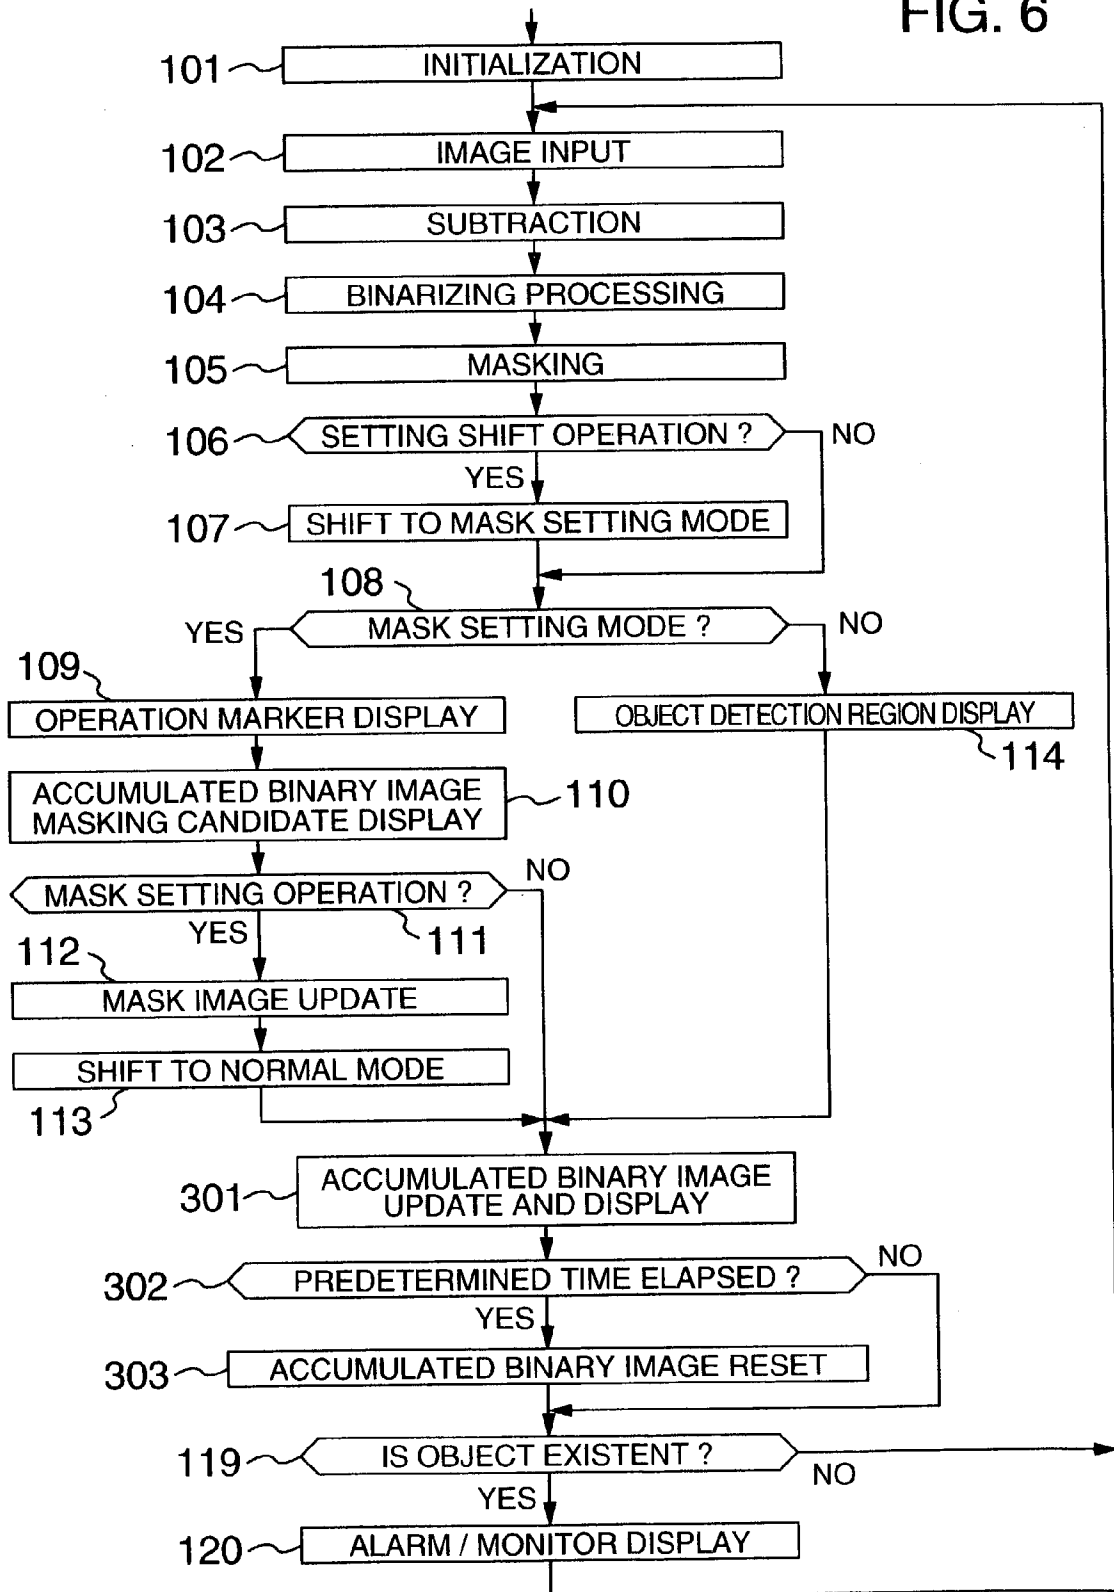 FIG. 6
101
INITIALIZATION
102
IMAGE INPUT
103
SUBTRACTION
104
BINARIZING PROCESSING
105
MASKING
106
SETTING SHIFT OPERATION ?
NO
YES
107
SHIFT TO MASK SETTING MODE
108
MASK SETTING MODE ?
YES
NO
109
OPERATION MARKER DISPLAY
OBJECT DETECTION REGION DISPLAY
114
ACCUMULATED BINARY IMAGE
MASKING CANDIDATE DISPLAY
110
MASK SETTING OPERATION ?
NO
YES
111
112
MASK IMAGE UPDATE
SHIFT TO NORMAL MODE
113
301
ACCUMULATED BINARY IMAGE
UPDATE AND DISPLAY
302
PREDETERMINED TIME ELAPSED ?
NO
YES
303
ACCUMULATED BINARY IMAGE RESET
119
IS OBJECT EXISTENT ?
NO
YES
120
ALARM / MONITOR DISPLAY